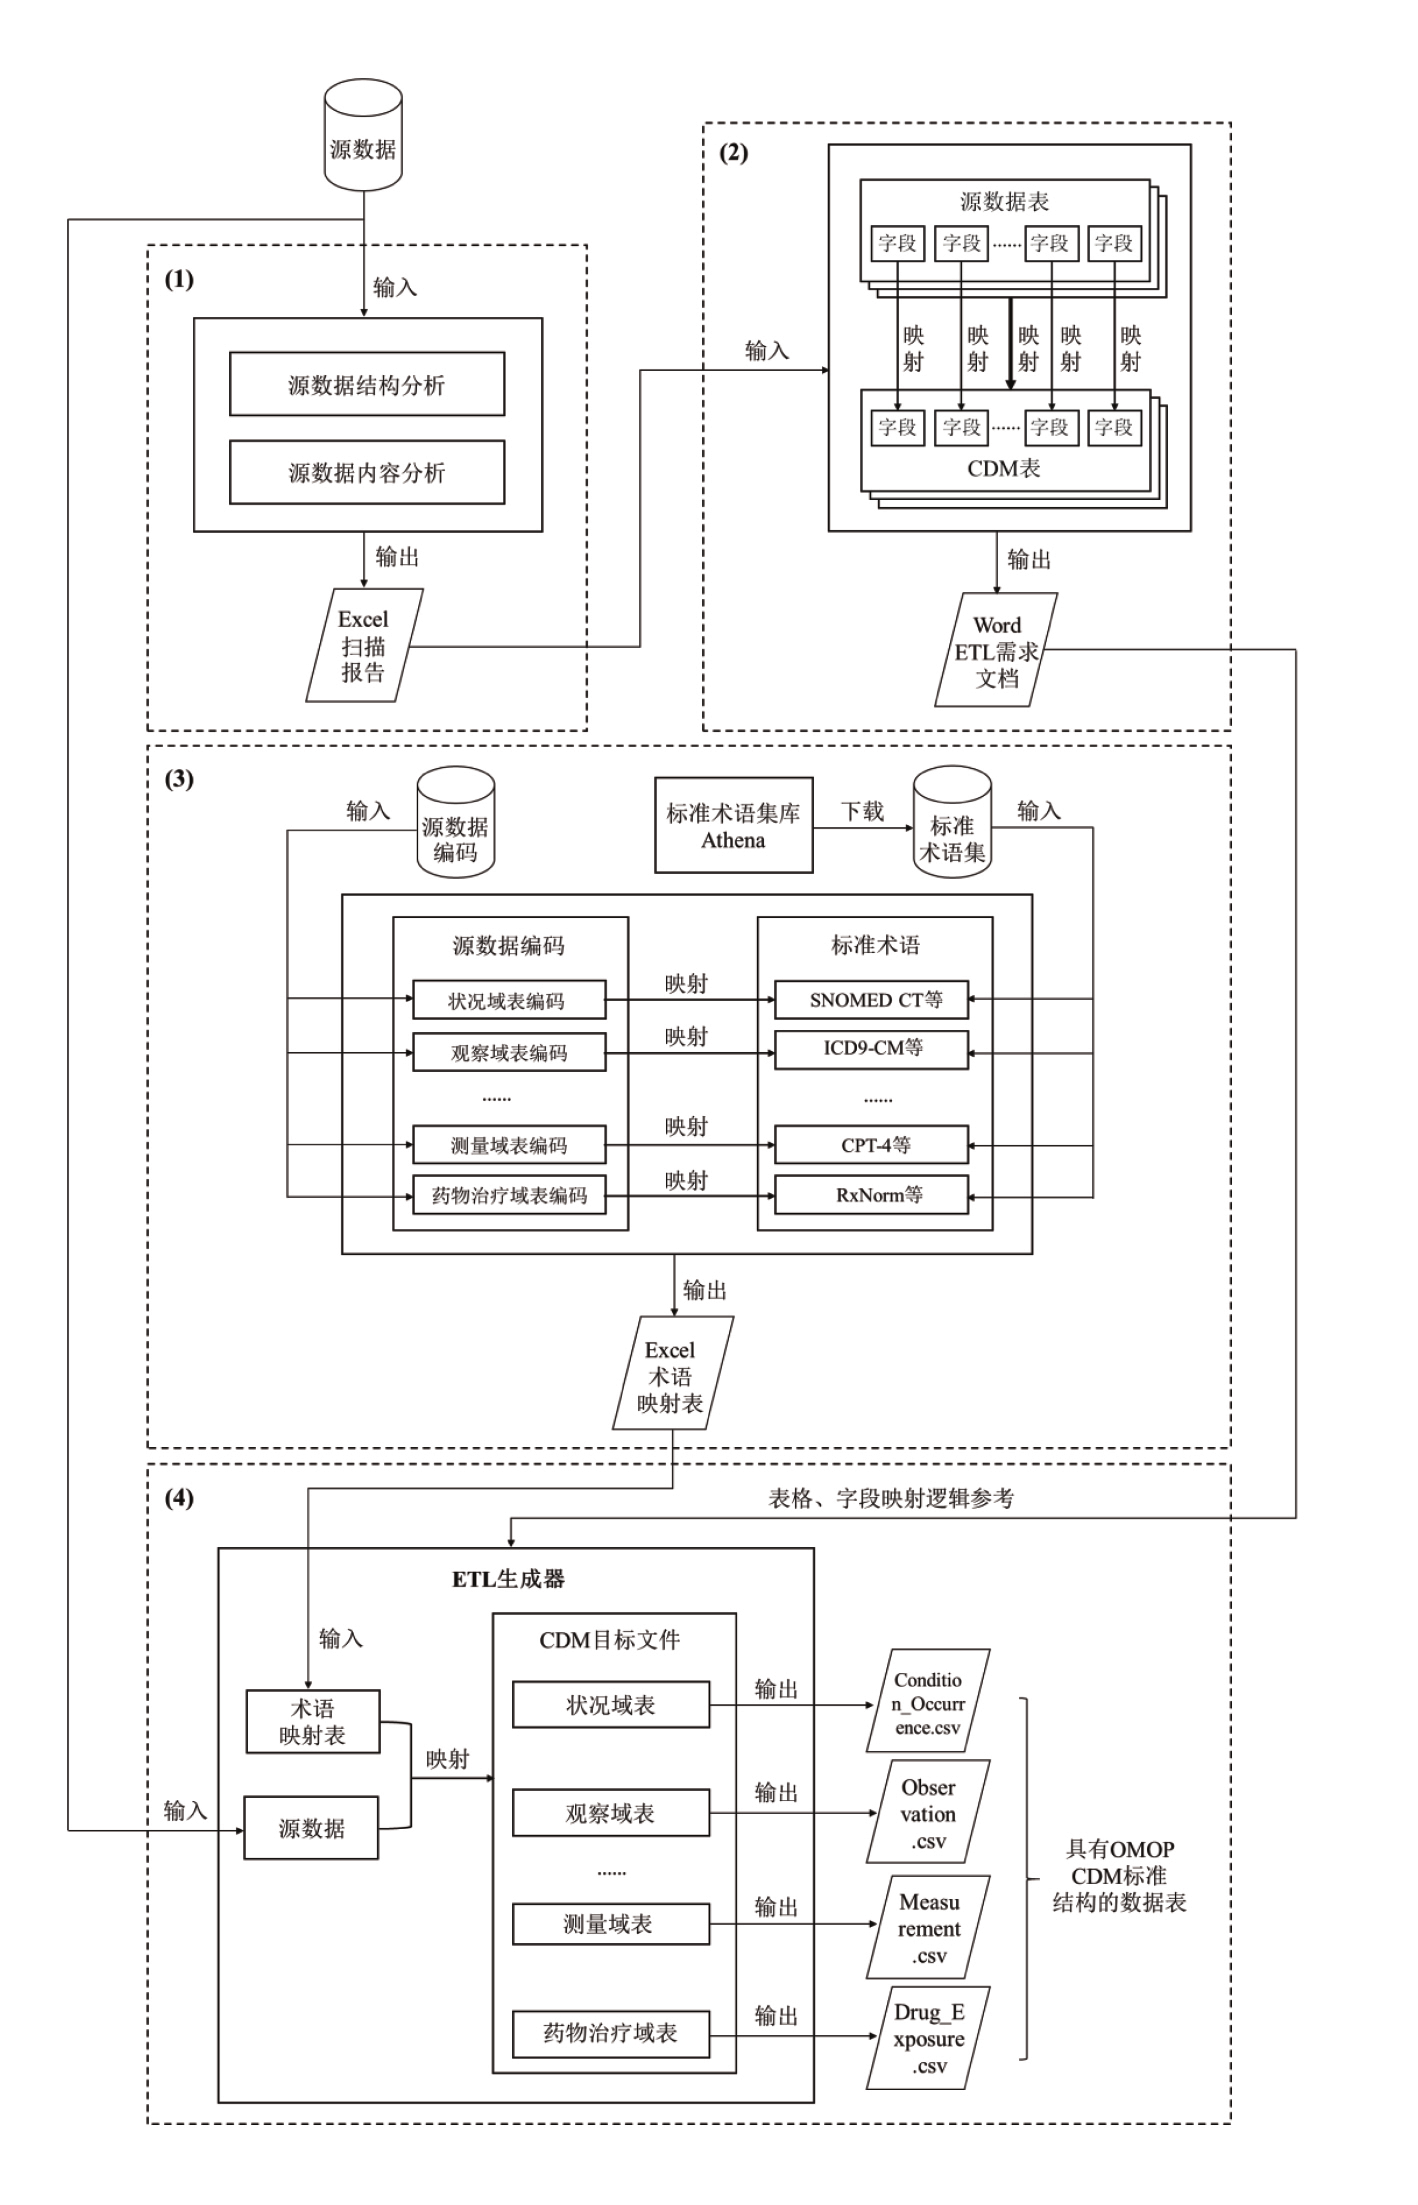 源数据
(1)
输入
源数据结构分析
源数据内容分析
输出
Excel
扫描
报告
输入
(2)
源数据表
字段 字段 ...... 字段 字段
映射 映射 映射 映射 映射
字段 字段 ...... 字段 字段
CDM表
输出
Word
ETL需求
文档
(3)
输入
源数据
编码
标准术语集库
Athena
下载
标准
术语集
输入
源数据编码
标准术语
状况域表编码
映射
SNOMED CT等
观察域表编码
映射
ICD9-CM等
......
......
测量域表编码
映射
CPT-4等
药物治疗域表编码
映射
RxNorm等
输出
Excel
术语
映射表
(4)
表格、字段映射逻辑参考
ETL生成器
输入
术语
映射表
输入
源数据
映射
CDM目标文件
状况域表
输出
Conditio
n_Occurr
ence.csv
观察域表
输出
Obser
vation
.csv
......
测量域表
输出
Measu
rement
.csv
药物治疗域表
输出
Drug_E
xposure
.csv
具有OMOP
CDM标准
结构的数据表